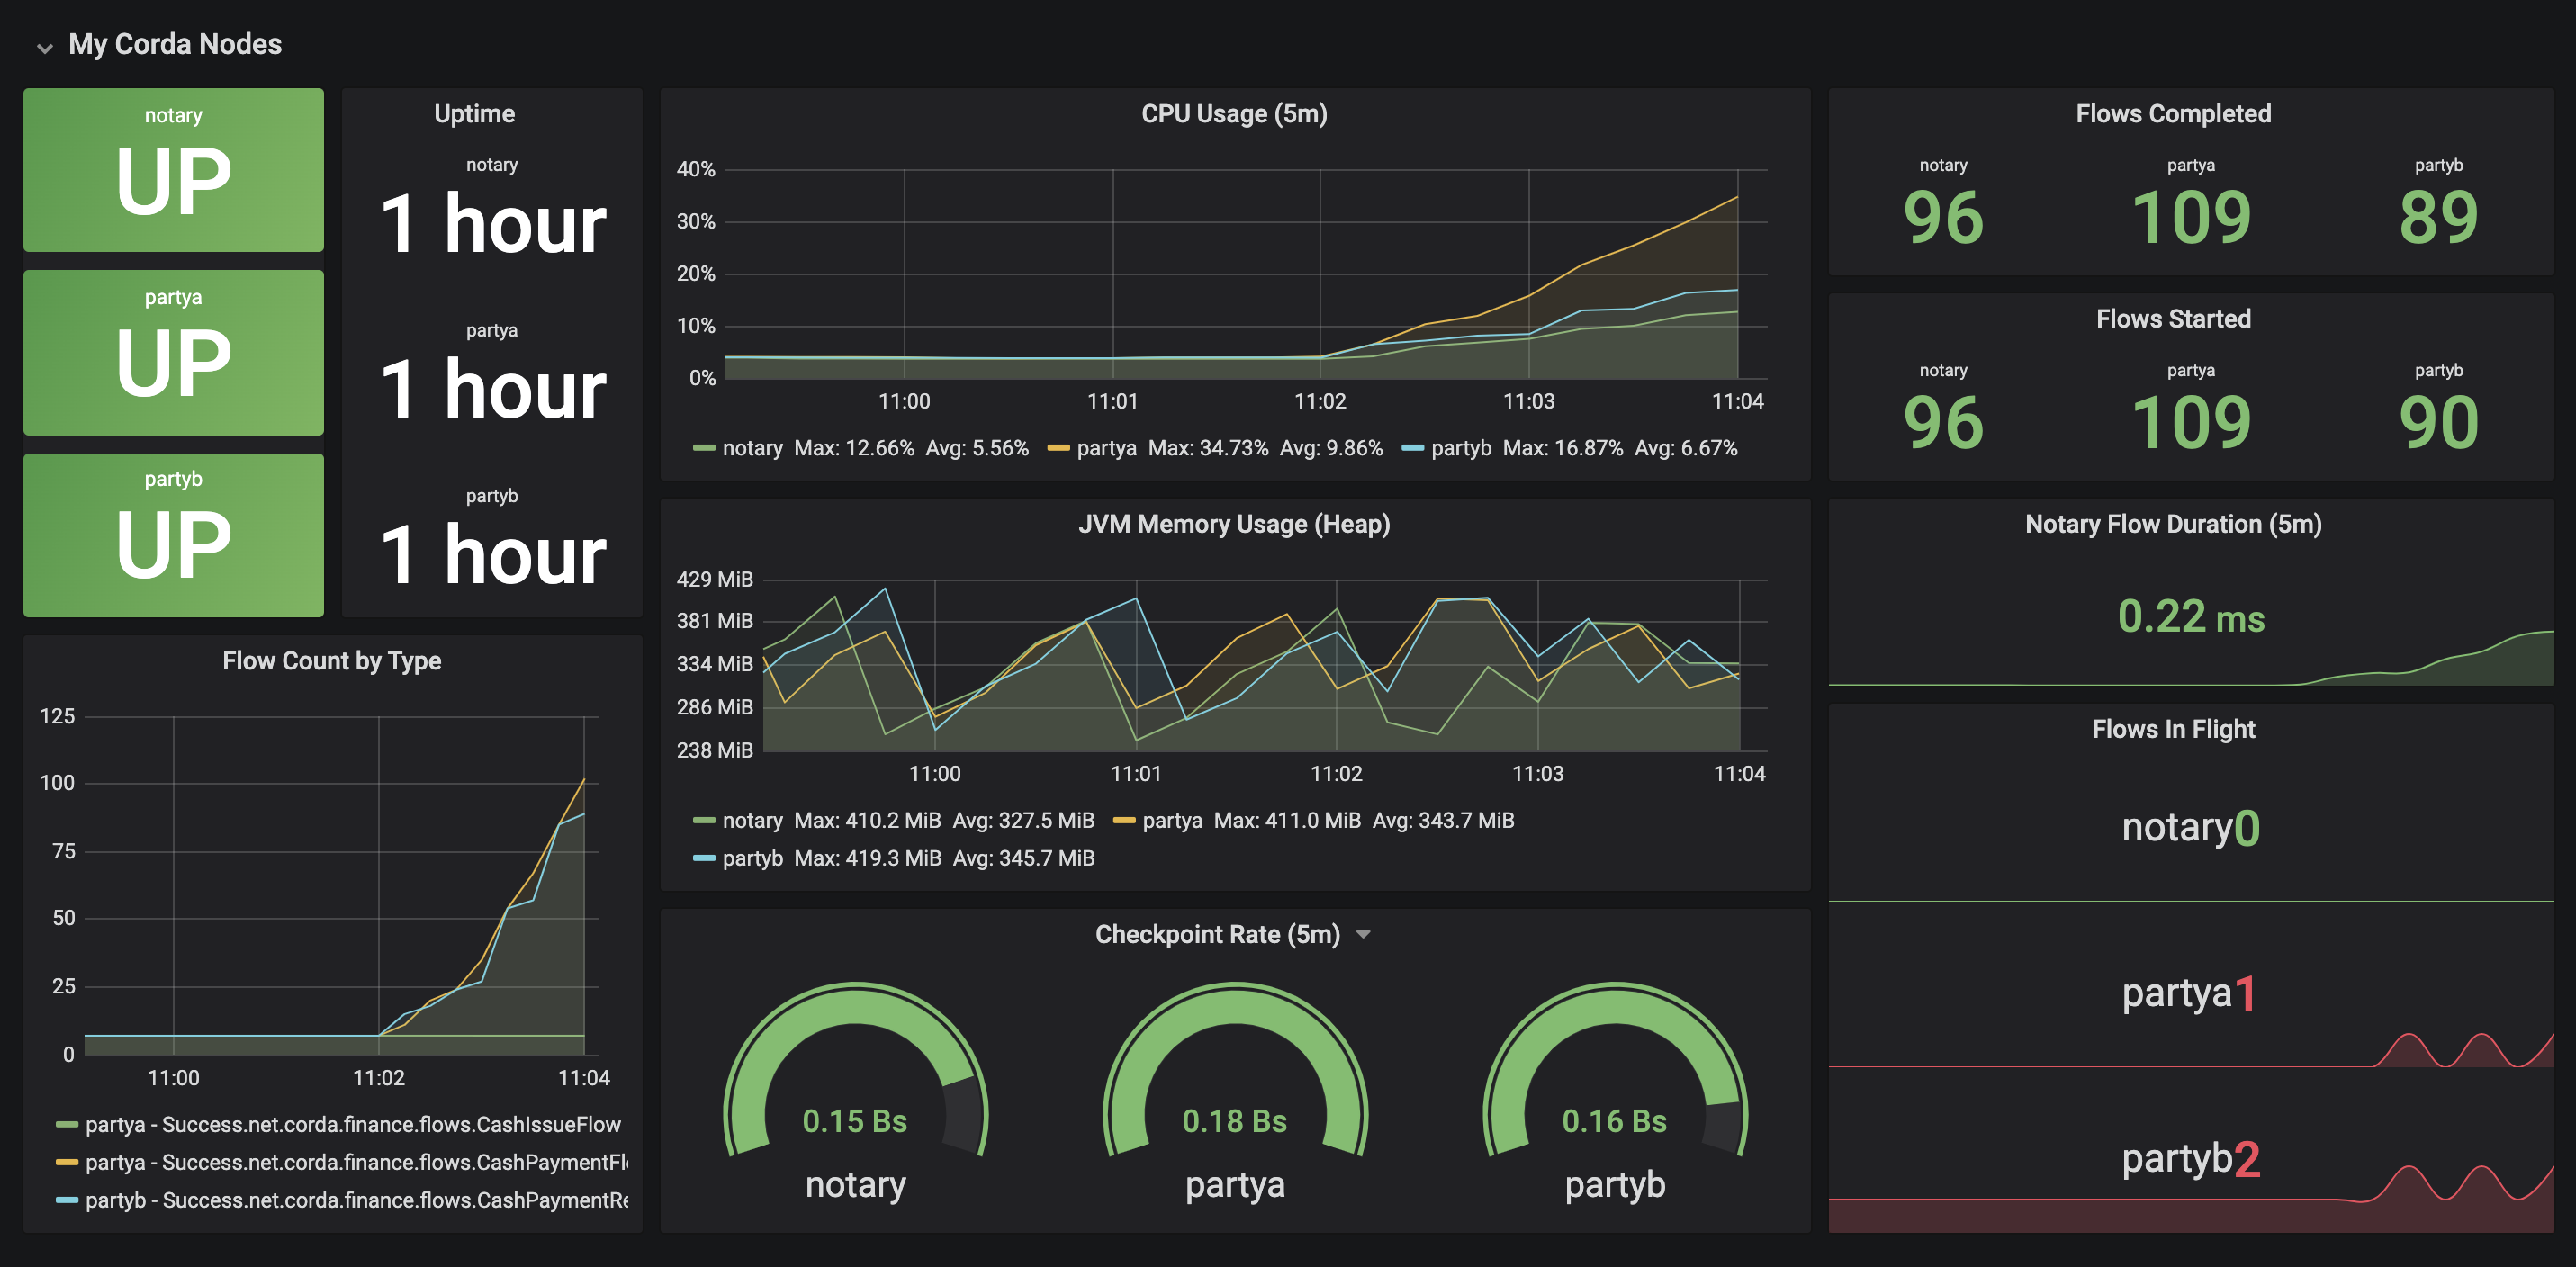 My Corda Nodes
notary
UP
partya
UP
partyb
UP
Uptime
notary
1 hour
partya
1 hour
partyb
1 hour
Flow Count by Type
125
100
75
50
25
0
11:00 11:02 11:04
partya - Success.net.corda.finance.flows.CashIssueFlow
partya - Success.net.corda.finance.flows.CashPaymentFl
partyb - Success.net.corda.finance.flows.CashPaymentRe
CPU Usage (5m)
40%
30%
20%
10%
0%
11:00 11:01 11:02 11:03 11:04
notary Max: 12.66% Avg: 5.56% partya Max: 34.73% Avg: 9.86% partyb Max: 16.87% Avg: 6.67%
JVM Memory Usage (Heap)
429 MiB
381 MiB
334 MiB
286 MiB
238 MiB
11:00 11:01 11:02 11:03 11:04
notary Max: 410.2 MiB Avg: 327.5 MiB partya Max: 411.0 MiB Avg: 343.7 MiB
partyb Max: 419.3 MiB Avg: 345.7 MiB
Checkpoint Rate (5m)
0.15 Bs 0.18 Bs 0.16 Bs
notary partya partyb
Flows Completed
notary partya partyb
96 109 89
Flows Started
notary partya partyb
96 109 90
Notary Flow Duration (5m)
0.22 ms
Flows In Flight
notary0
partya1
partyb2